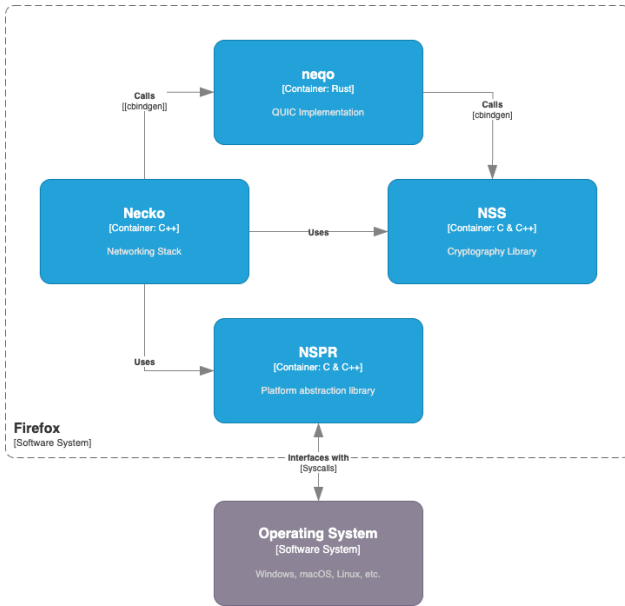 neqo
[Container: Rust]
QUIC Implementation
Calls
[[cbindgen]]
Calls
[cbindgen]
Necko
[Container: C++]
Networking Stack
Uses
NSS
[Container: C & C++]
Cryptography Library
NSPR
[Container: C & C++]
Platform abstraction library
Uses
Firefox
[Software System]
Interfaces with
[Syscalls]
Operating System
[Software System]
Windows, macOS, Linux, etc.